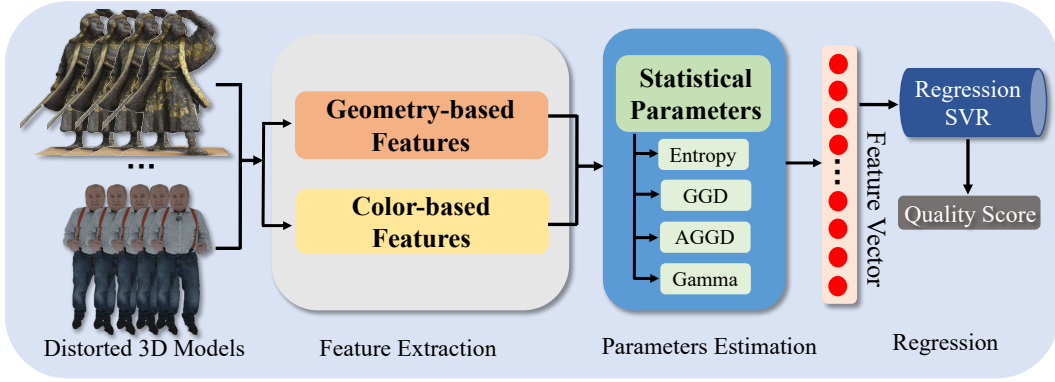 Geometry-based
Features
Color-based
Features
Statistical
Parameters
Entropy
GGD
AGGD
Gamma
Feature Vector
Regression
SVR
Quality Score
Distorted 3D Models
Feature Extraction
Parameters Estimation
Regression